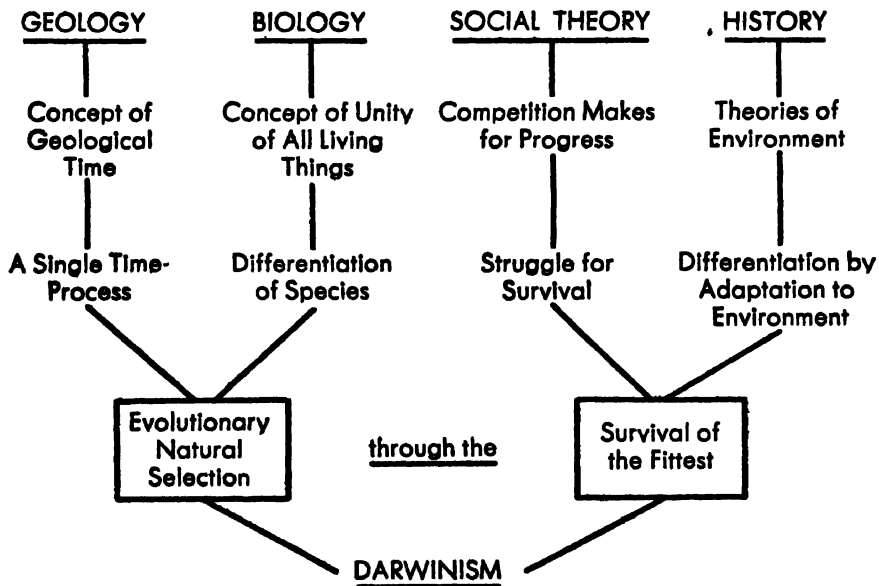 GEOLOGY
BIOLOGY
SOCIAL THEORY
HISTORY
Concept of
Geological
Time
Concept of Unity
of All Living
Things
Competition Makes
for Progress
Theories of
Environment
A Single Time-
Process
Differentiation
of Species
Struggle for
Survival
Differentiation by
Adaptation to
Environment
Evolutionary
Natural
Selection
through the
Survival of
the Fittest
DARWINISM